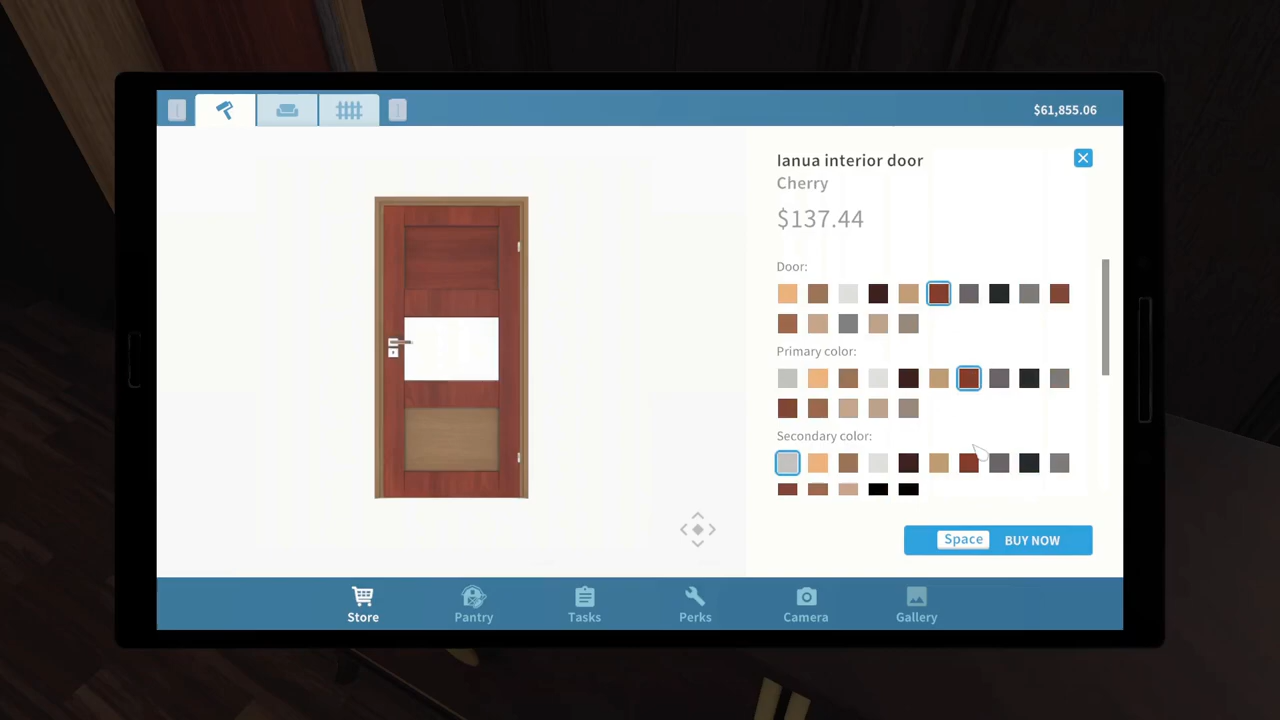 $61,855.06
Ianua interior door
Cherry
$137.44
Door:
Primary color:
Secondary color:
Space BUY NOW
Store Pantry Tasks Perks Camera Gallery